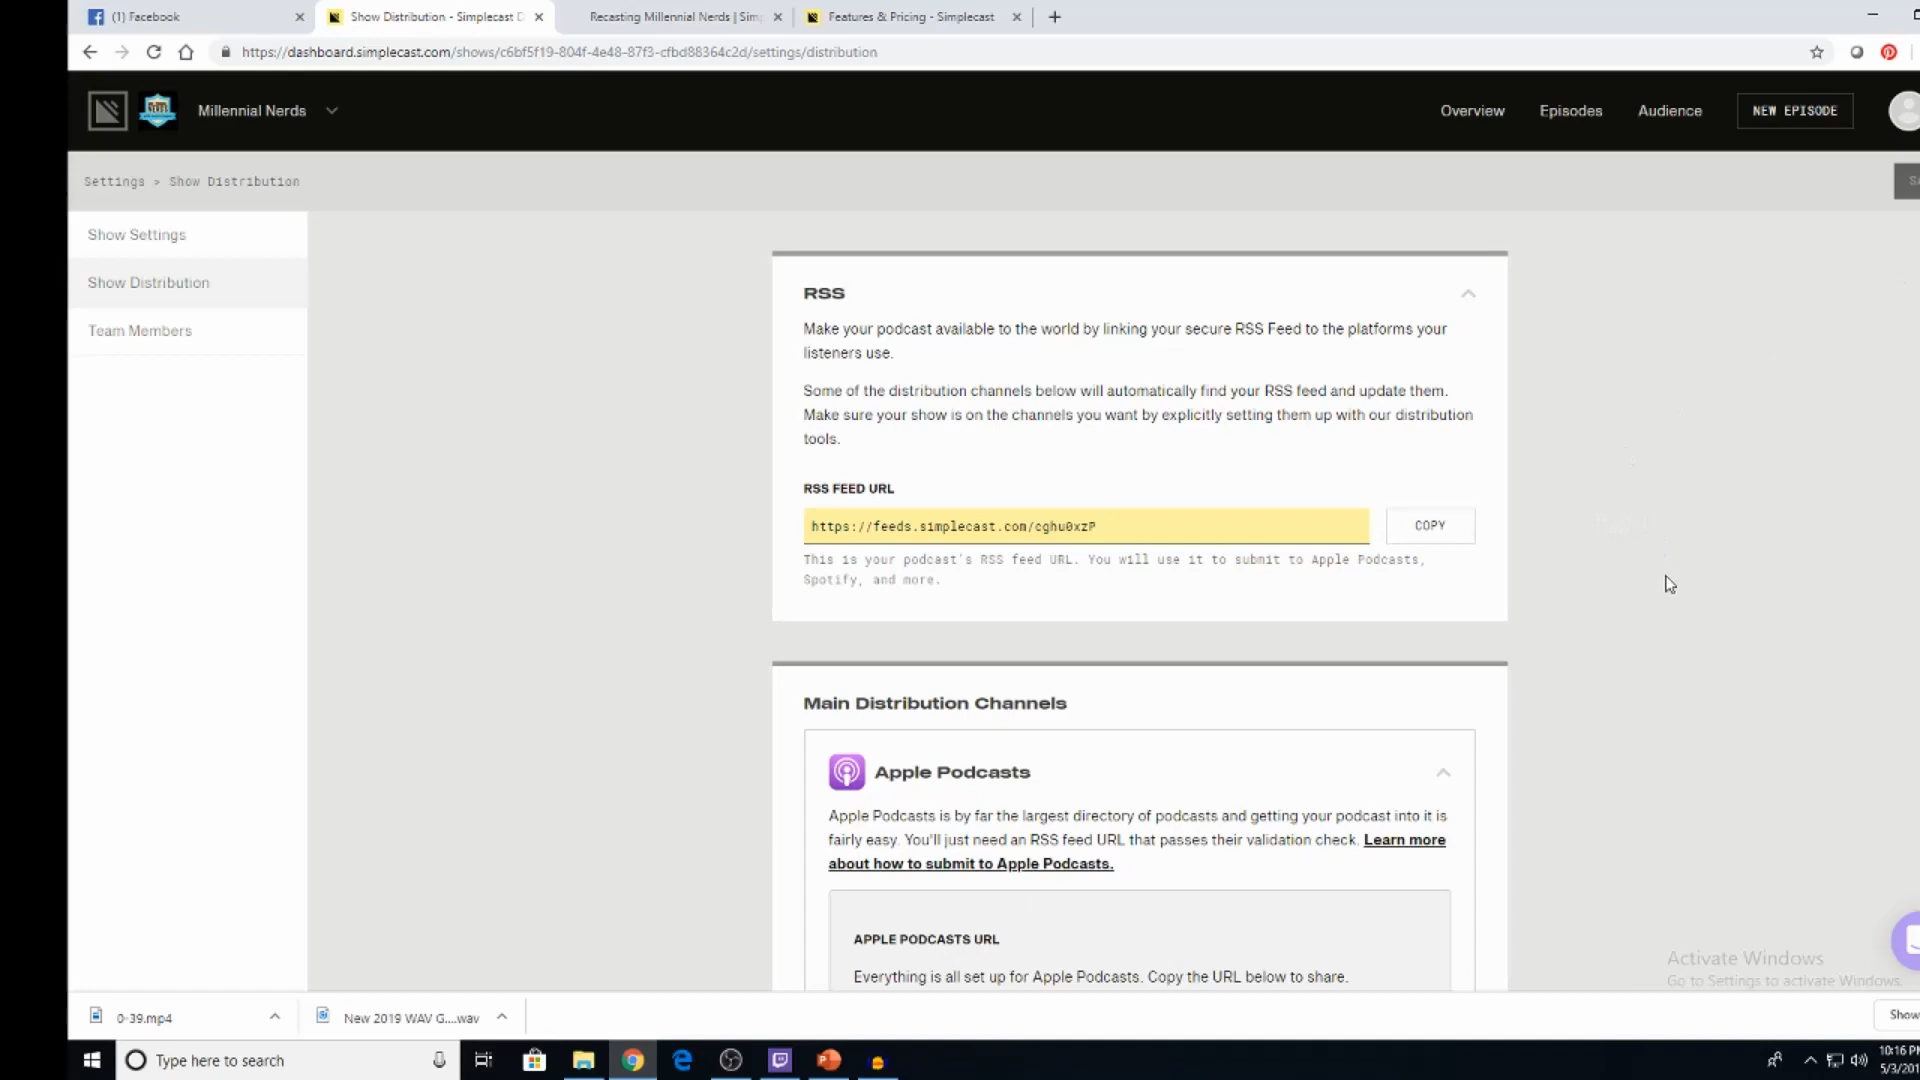 (1) Facebook
Show Distribution - Simplecast D
Recasting Millennial Nerds | Sim
Features & Pricing - Simplecast
https://dashboard.simplecast.com/shows/c6bf5f19-804f-4e48-87f3-cfbd88364c2d/settings/distribution
Millennial Nerds
Overview
Episodes
Audience
NEW EPISODE
Settings > Show Distribution
Show Settings
Show Distribution
Team Members
RSS
Make your podcast available to the world by linking your secure RSS Feed to the platforms your
listeners use.
Some of the distribution channels below will automatically find your RSS feed and update them.
Make sure your show is on the channels you want by explicitly setting them up with our distribution
tools.
RSS FEED URL
https://feeds.simplecast.com/cghu0xzP
COPY
This is your podcast's RSS feed URL. You will use it to submit to Apple Podcasts,
Spotify, and more.
Main Distribution Channels
Apple Podcasts
Apple Podcasts is by far the largest directory of podcasts and getting your podcast into it is
fairly easy. You'll just need an RSS feed URL that passes their validation check. Learn more
about how to submit to Apple Podcasts.
APPLE PODCASTS URL
Everything is all set up for Apple Podcasts. Copy the URL below to share.
Activate Windows
Go to Settings to activate Windows.
0-39.mp4
New 2019 WAV G....wav
Show
Type here to search
10:16 PM
5/3/201